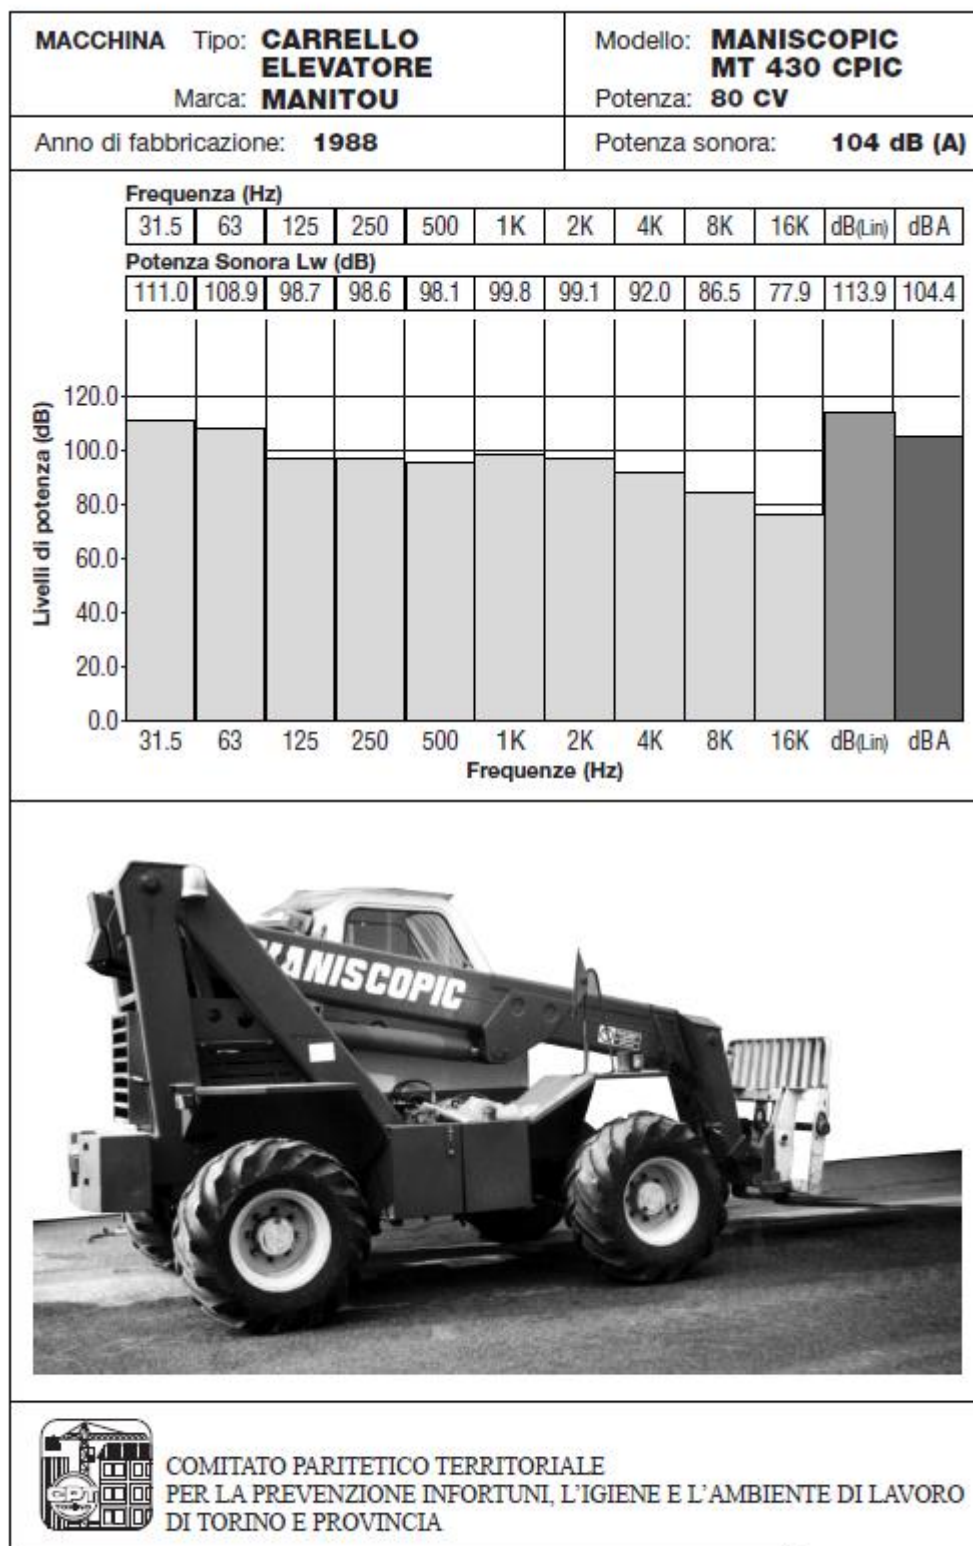 MACCHINA Tipo: CARRELLO ELEVATORE
Marca: MANITOU
Modello: MANISCOPIC MT 430 CPIC
Potenza: 80 CV
Anno di fabbricazione: 1988
Potenza sonora: 104 dB (A)
Frequenza (Hz)
31.5 63 125 250 500 1K 2K 4K 8K 16K dB(Lin) dBA
Potenza Sonora Lw (dB)
111.0 108.9 98.7 98.6 98.1 99.8 99.1 92.0 86.5 77.9 113.9 104.4
Livelli di potenza (dB)
120.0
100.0
80.0
60.0
40.0
20.0
0.0
31.5 63 125 250 500 1K 2K 4K 8K 16K dB(Lin) dBA
Frequenze (Hz)
MANISCOPIC
CPT
COMITATO PARITETICO TERRITORIALE
PER LA PREVENZIONE INFORTUNI, L'IGIENE E L'AMBIENTE DI LAVORO
DI TORINO E PROVINCIA